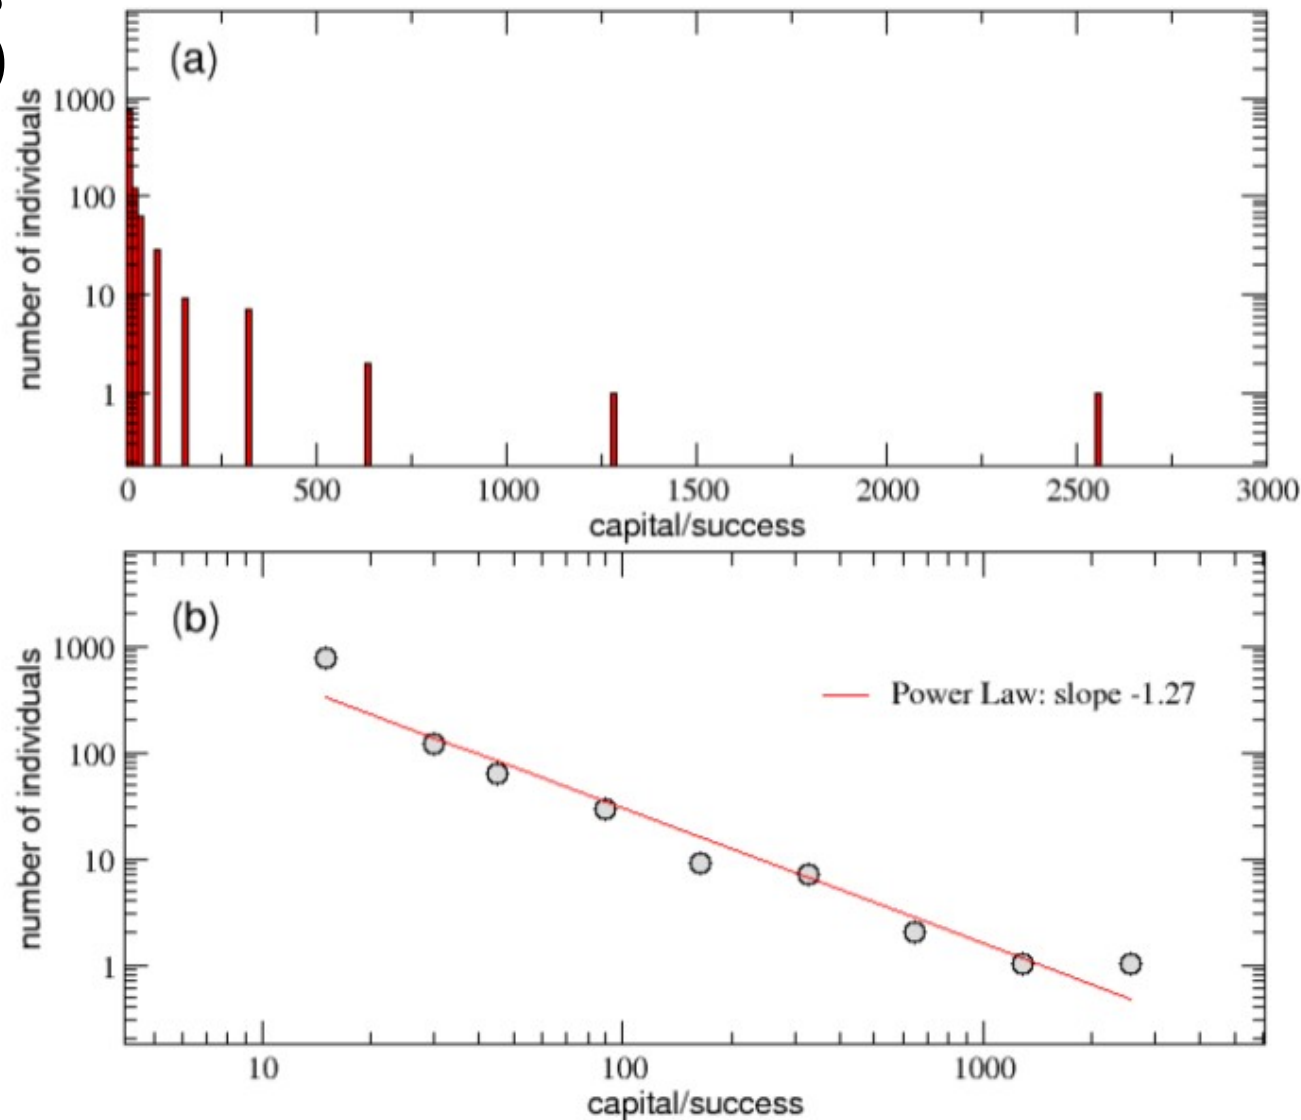 (a)
number of individuals
1000
100
10
1
0 500 1000 1500 2000 2500 3000
capital/success
(b)
Power Law: slope -1.27
number of individuals
1000
100
10
1
10 100 1000
capital/success